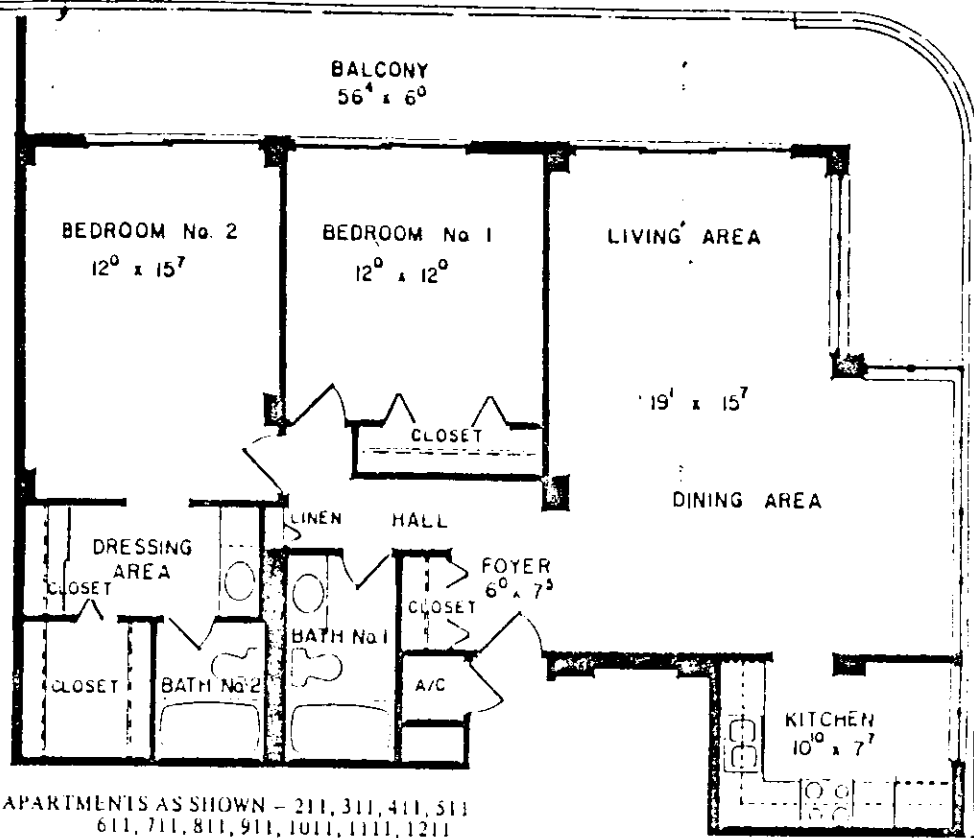 BALCONY
56⁴ x 6⁰
BEDROOM No. 2
12⁰ x 15⁷
BEDROOM No 1
12⁰ x 12⁰
LIVING AREA
19¹ x 15⁷
CLOSET
DINING AREA
LINEN
HALL
DRESSING
AREA
CLOSET
FOYER
6⁰ x 7⁵
CLOSET
BATH No 1
CLOSET
BATH No 2
A/C
KITCHEN
10¹⁰ x 7⁷
APARTMENTS AS SHOWN – 211, 311, 411, 511
611, 711, 811, 911, 1011, 1111, 1211